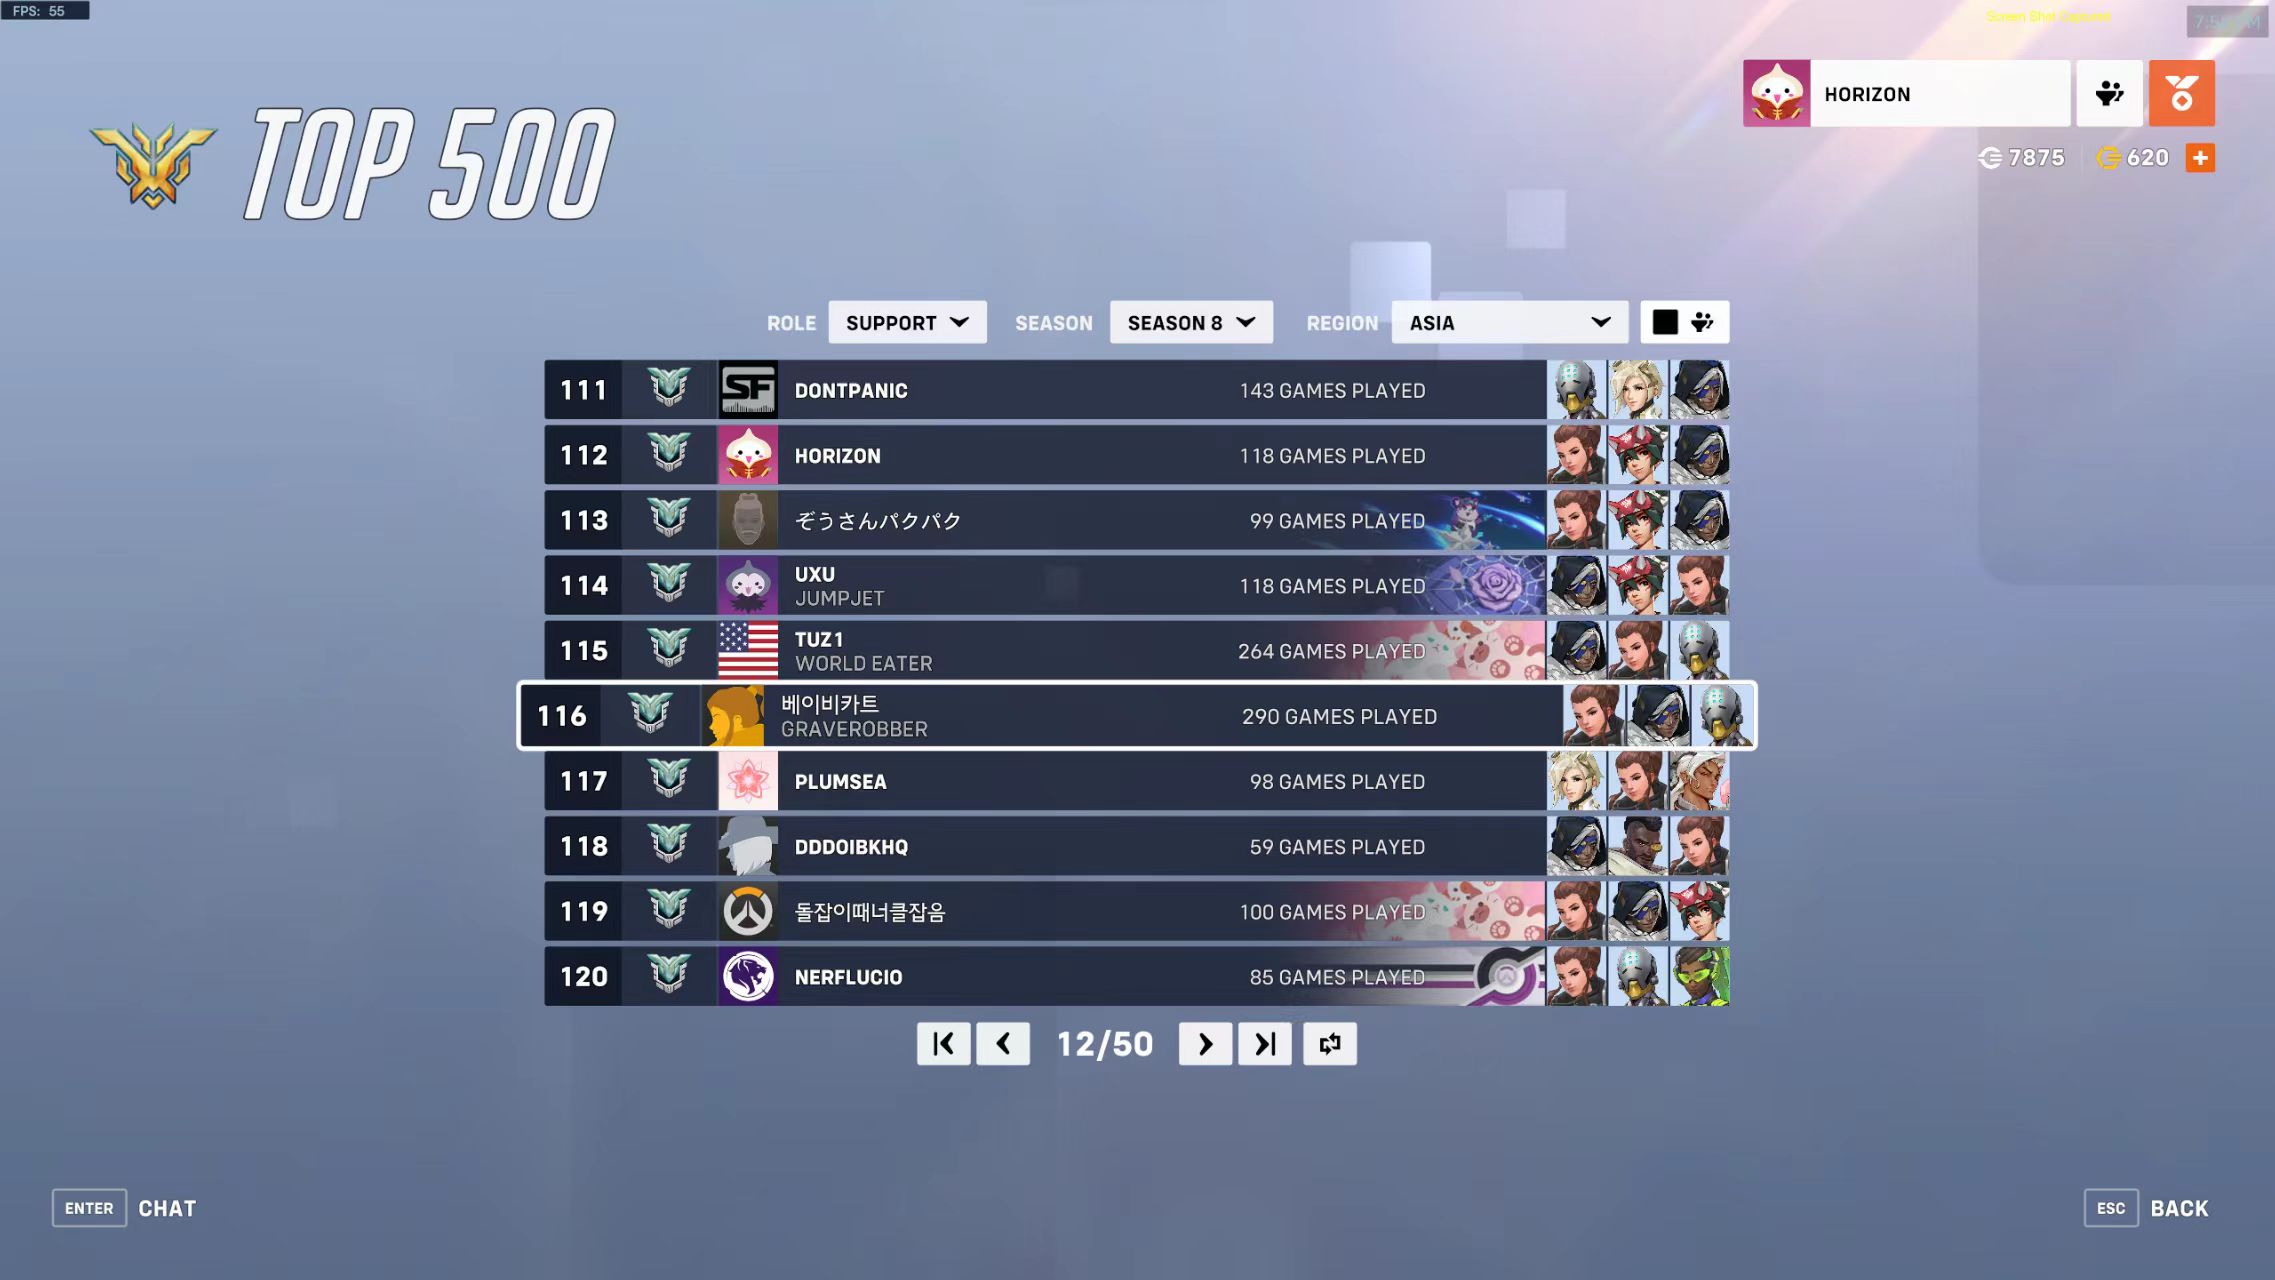 FPS: 55
Screen Shot Captured
HORIZON
7875
620
TOP 500
ROLE SUPPORT SEASON SEASON 8 REGION ASIA
111 SF DONTPANIC 143 GAMES PLAYED
112 HORIZON 118 GAMES PLAYED
113 ぞうさんパクパク 99 GAMES PLAYED
114 UXU 118 GAMES PLAYED
JUMPJET
115 TUZ1 264 GAMES PLAYED
WORLD EATER
116 베이비카트 290 GAMES PLAYED
GRAVEROBBER
117 PLUMSEA 98 GAMES PLAYED
118 DDDOIBKHQ 59 GAMES PLAYED
119 돌잡이때너클잡음 100 GAMES PLAYED
120 NERFLUCIO 85 GAMES PLAYED
12/50
ENTER CHAT
ESC BACK